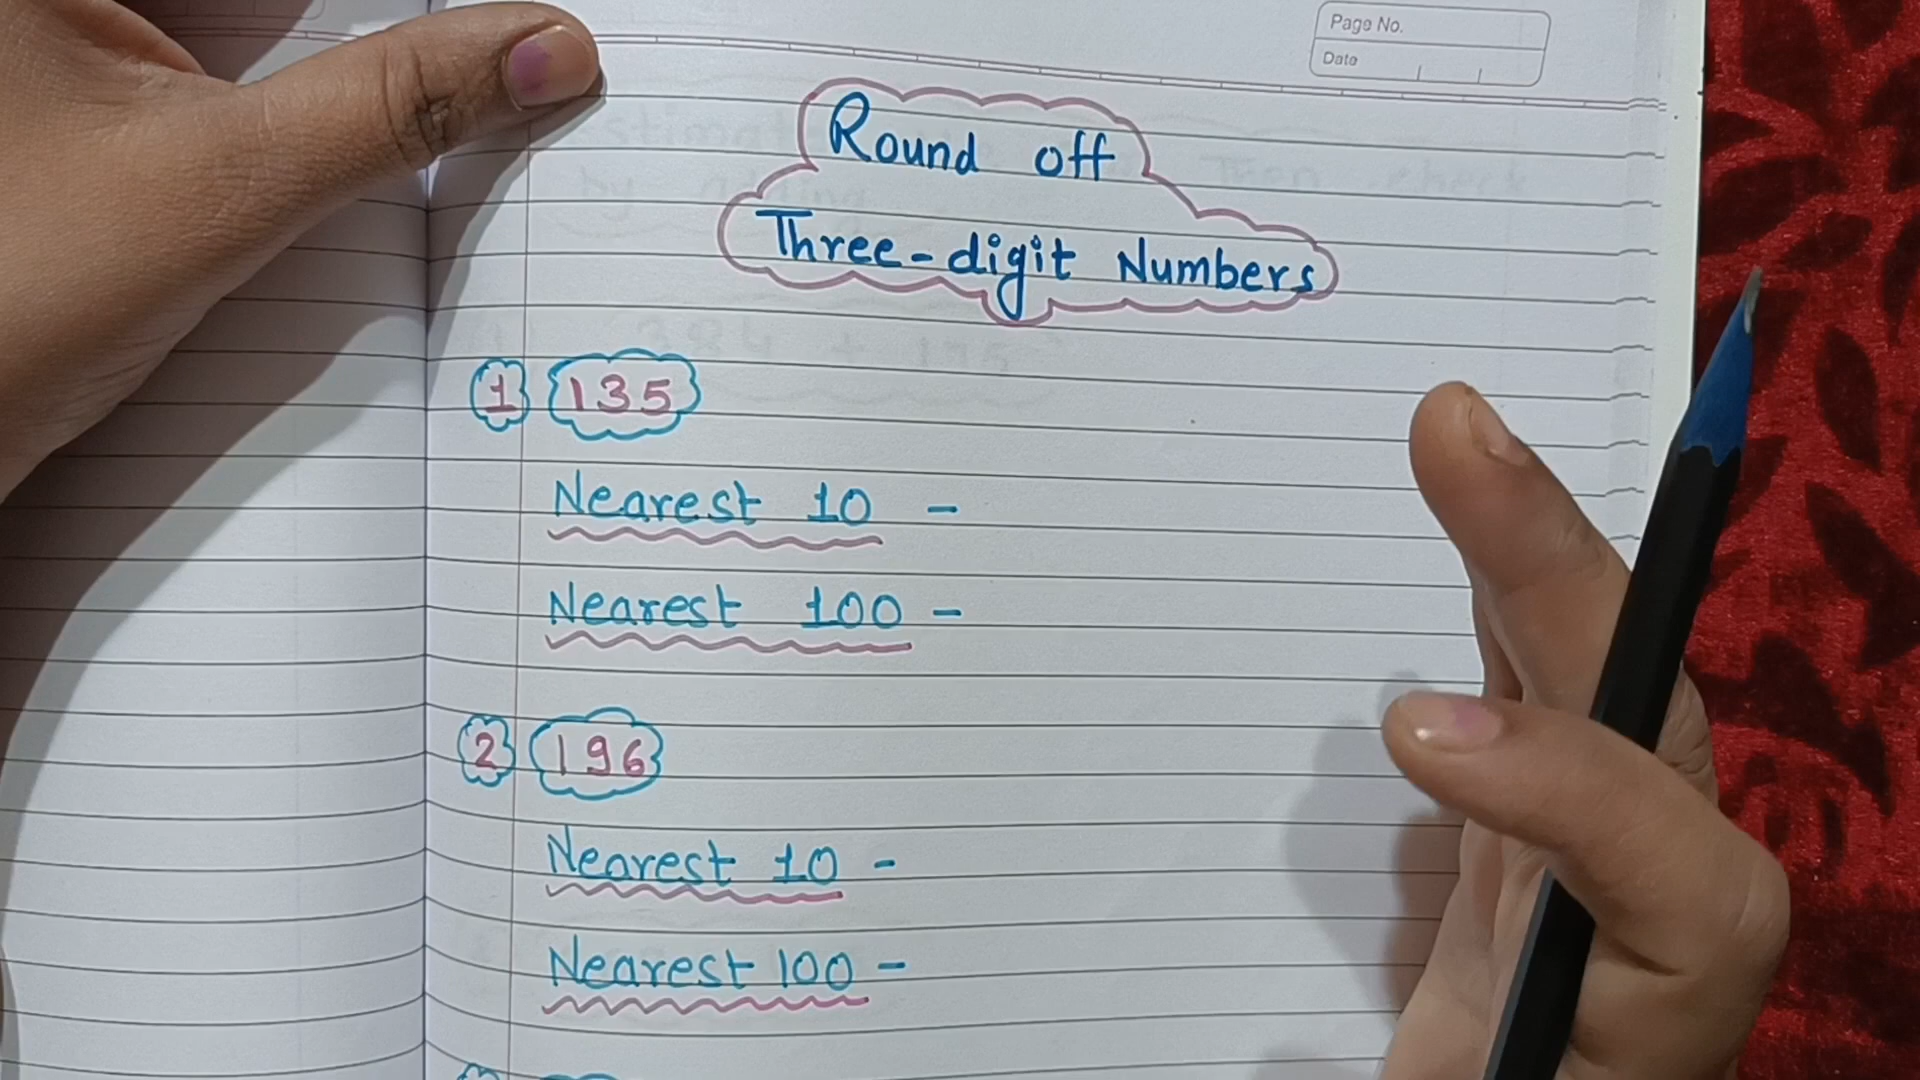 Page No.
Date
Round off
Three-digit Numbers
1 135
Nearest 10 -
Nearest 100 -
2 196
Nearest 10 -
Nearest 100 -